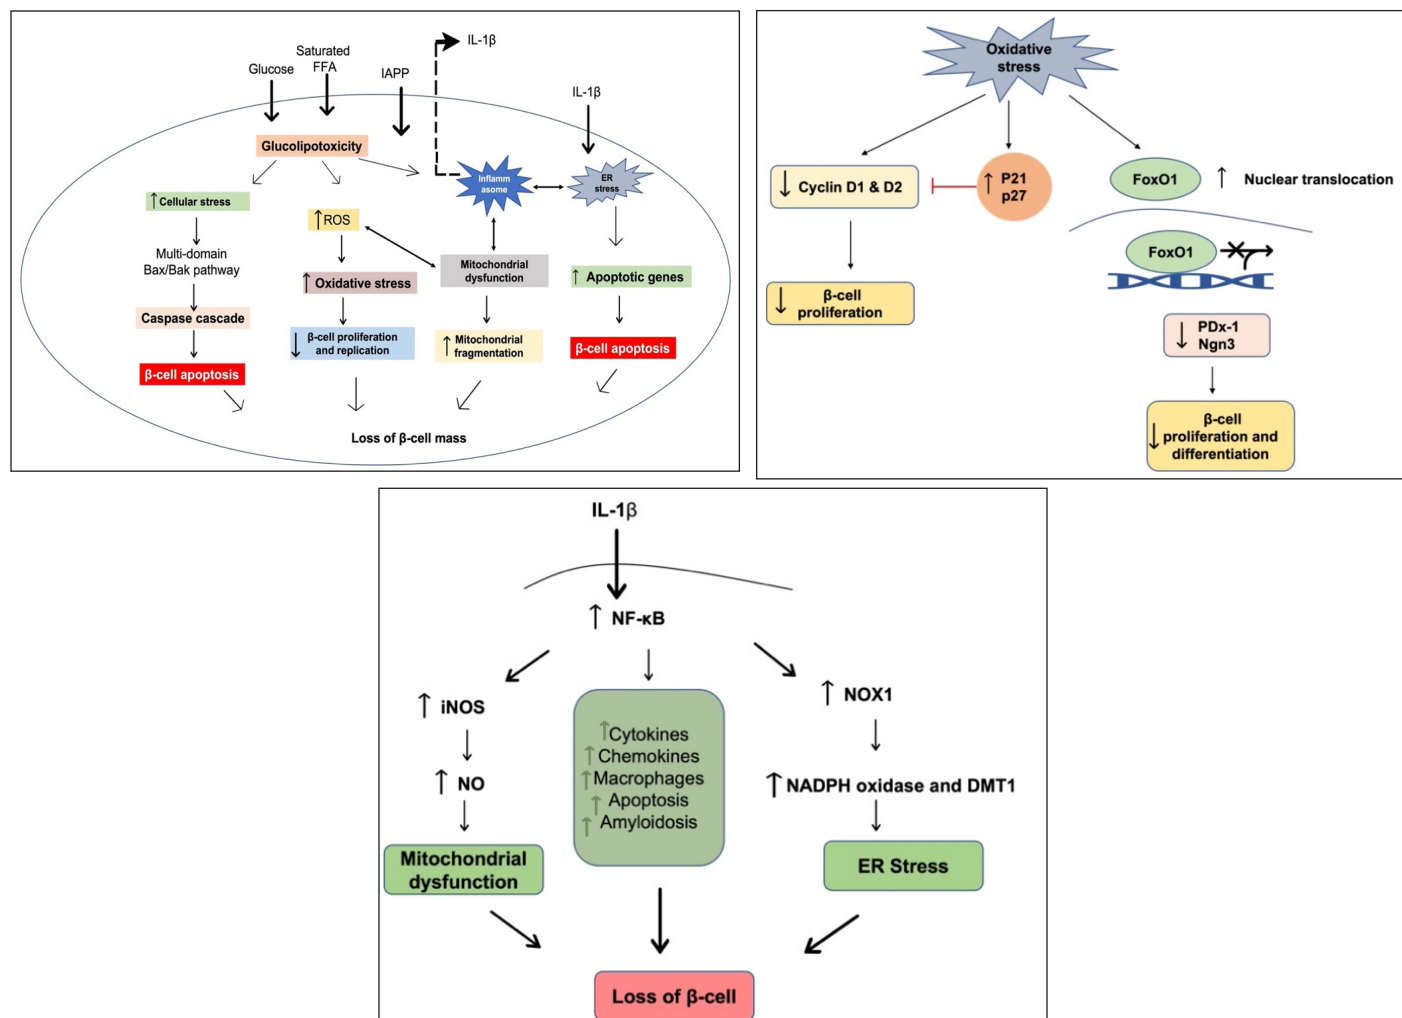 IL-1β
Saturated
FFA
Glucose
IAPP
IL-1β
Glucolipotoxicity
Inflamm
asome
ER
stress
↑ Cellular stress
↑ ROS
Multi-domain
Bax/Bak pathway
Mitochondrial
dysfunction
↑ Oxidative stress
↑ Apoptotic genes
Caspase cascade
↓ β-cell proliferation
and replication
↑ Mitochondrial
fragmentation
β-cell apoptosis
β-cell apoptosis
Loss of β-cell mass
Oxidative
stress
↓ Cyclin D1 & D2
↑ P21
p27
FoxO1
↑ Nuclear translocation
FoxO1
↓ β-cell
proliferation
↓ PDx-1
Ngn3
↓ β-cell
proliferation and
differentiation
IL-1β
↑ NF-κB
↑ iNOS
↑ NO
Mitochondrial
dysfunction
↑Cytokines
↑Chemokines
↑Macrophages
↑Apoptosis
↑Amyloidosis
↑ NOX1
↑ NADPH oxidase and DMT1
ER Stress
Loss of β-cell